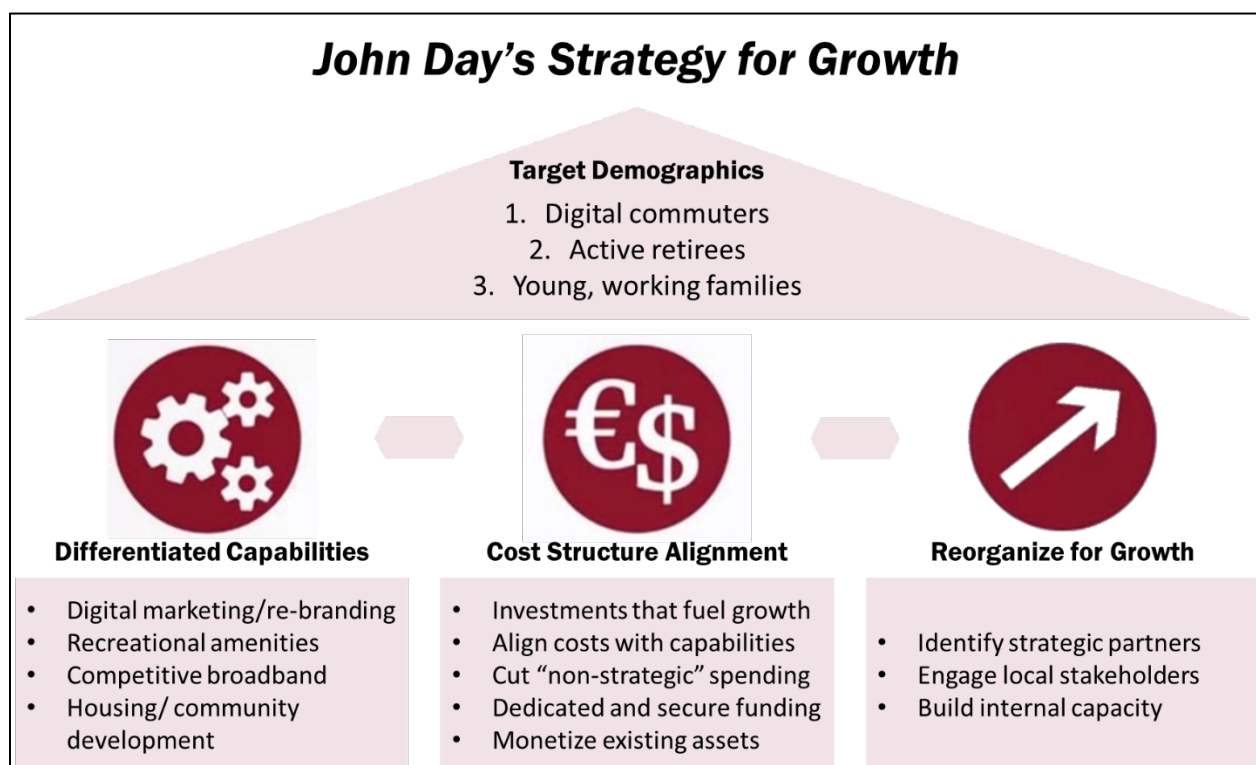 John Day's Strategy for Growth
Target Demographics
1. Digital commuters
2. Active retirees
3. Young, working families
€$
Differentiated Capabilities
• Digital marketing/re-branding
• Recreational amenities
• Competitive broadband
• Housing/ community
development
Cost Structure Alignment
• Investments that fuel growth
• Align costs with capabilities
• Cut “non-strategic” spending
• Dedicated and secure funding
• Monetize existing assets
Reorganize for Growth
• Identify strategic partners
• Engage local stakeholders
• Build internal capacity